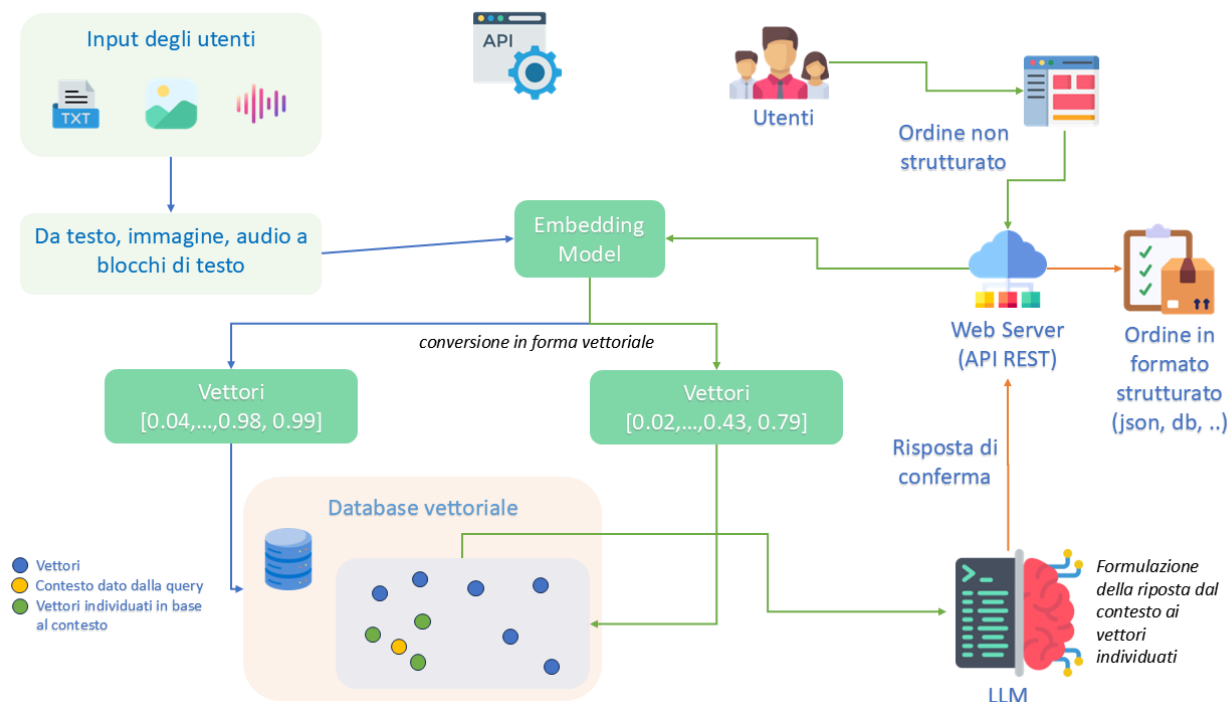 Input degli utenti
TXT
API
Utenti
Ordine non
strutturato
Da testo, immagine, audio a
blocchi di testo
Embedding
Model
Web Server
(API REST)
Ordine in
formato
strutturato
(json, db, ..)
conversione in forma vettoriale
Vettori
[0.04,...,0.98, 0.99]
Vettori
[0.02,...,0.43, 0.79]
Risposta di
conferma
Database vettoriale
Vettori
Contesto dato dalla query
Vettori individuati in base
al contesto
Formulazione
della riposta dal
contesto ai
vettori
individuati
LLM